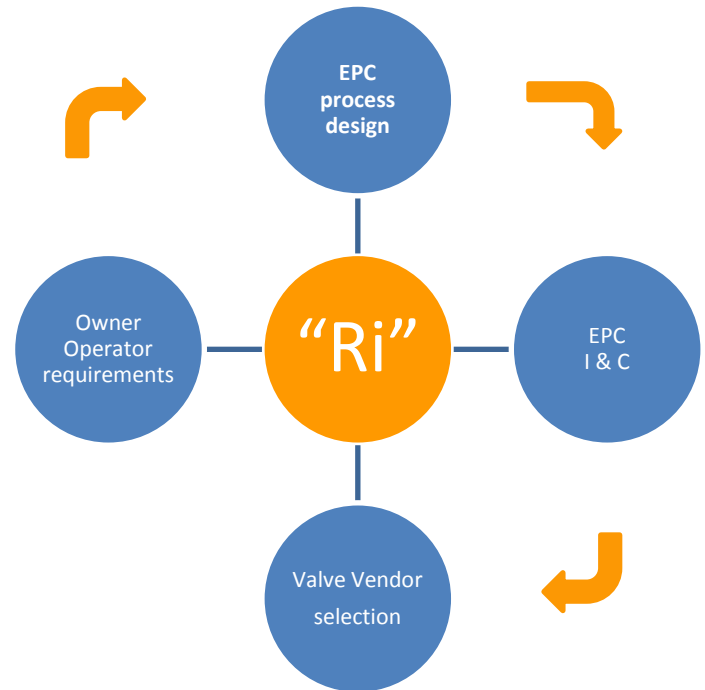 EPC
process
design
Owner
Operator
requirements
“Ri”
EPC
I & C
Valve Vendor
selection